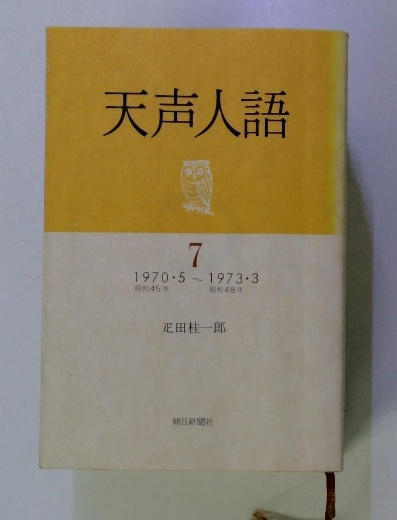 天声人語
7
1970・5 ～ 1973・3
昭和45年 昭和48年
疋田桂一郎
朝日新聞社